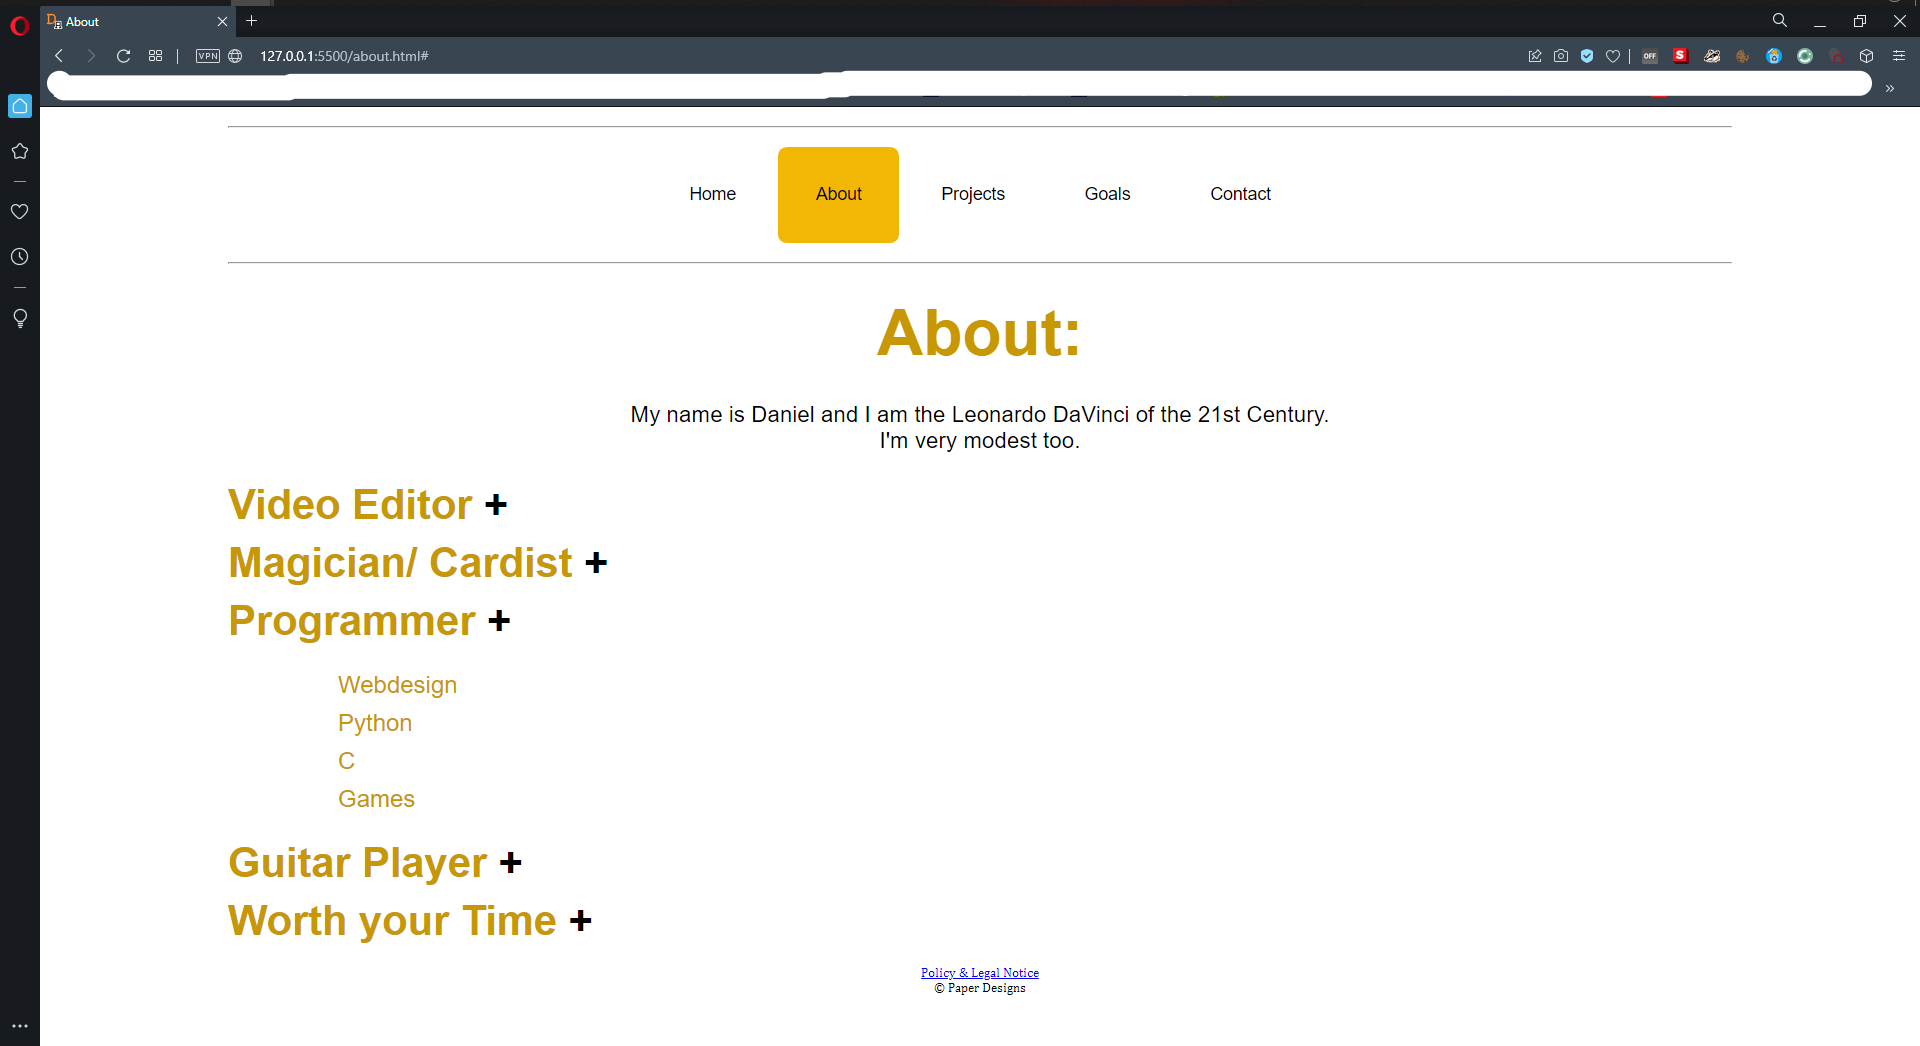 About
VPN
127.0.0.1:5500/about.html#
OFF
S
Home
About
Projects
Goals
Contact
About:
My name is Daniel and I am the Leonardo DaVinci of the 21st Century.
I'm very modest too.
Video Editor +
Magician/ Cardist +
Programmer +
Webdesign
Python
C
Games
Guitar Player +
Worth your Time +
Policy & Legal Notice
© Paper Designs